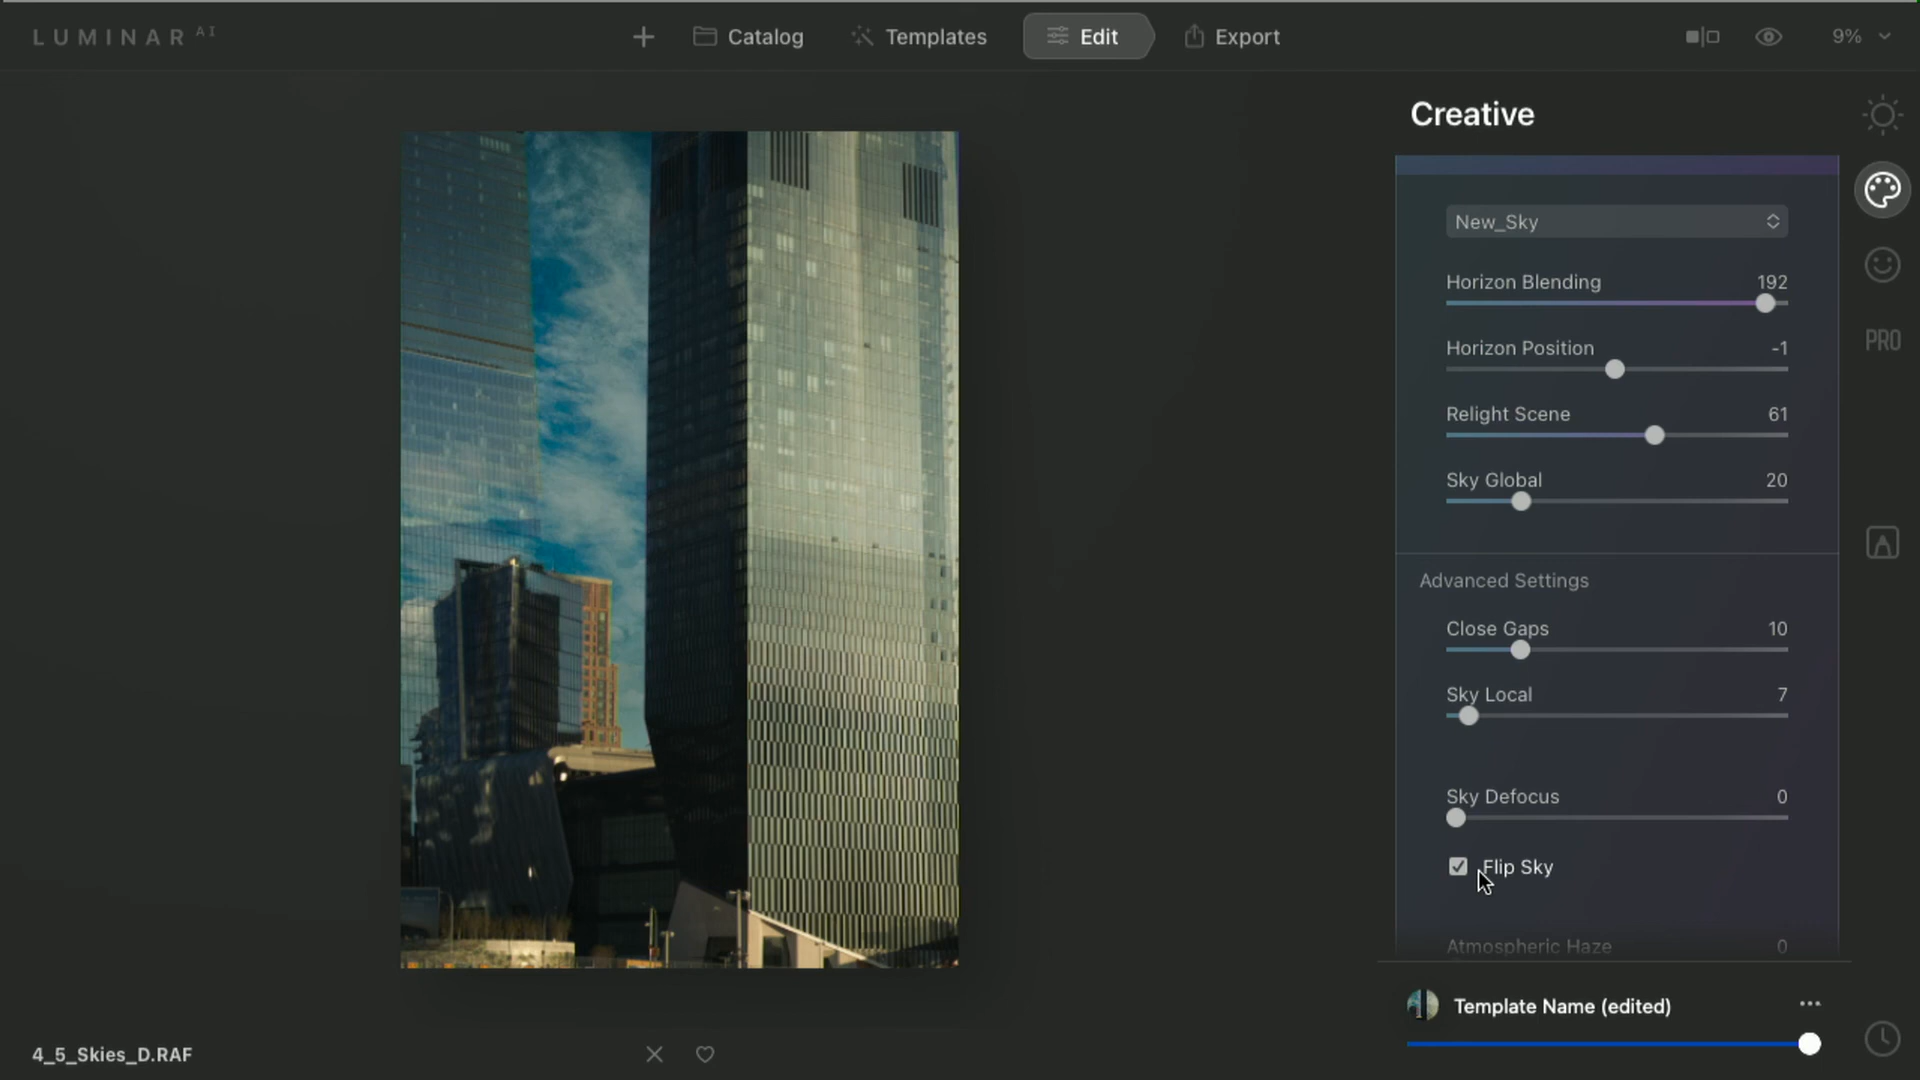 LUMINAR AI
Catalog
Templates
Edit
Export
9%
Creative
New_Sky
Horizon Blending 192
Horizon Position -1
Relight Scene 61
Sky Global 20
PRO
Advanced Settings
Close Gaps 10
Sky Local 7
Sky Defocus 0
Flip Sky
Atmospheric Haze 0
Template Name (edited)
4_5_Skies_D.RAF